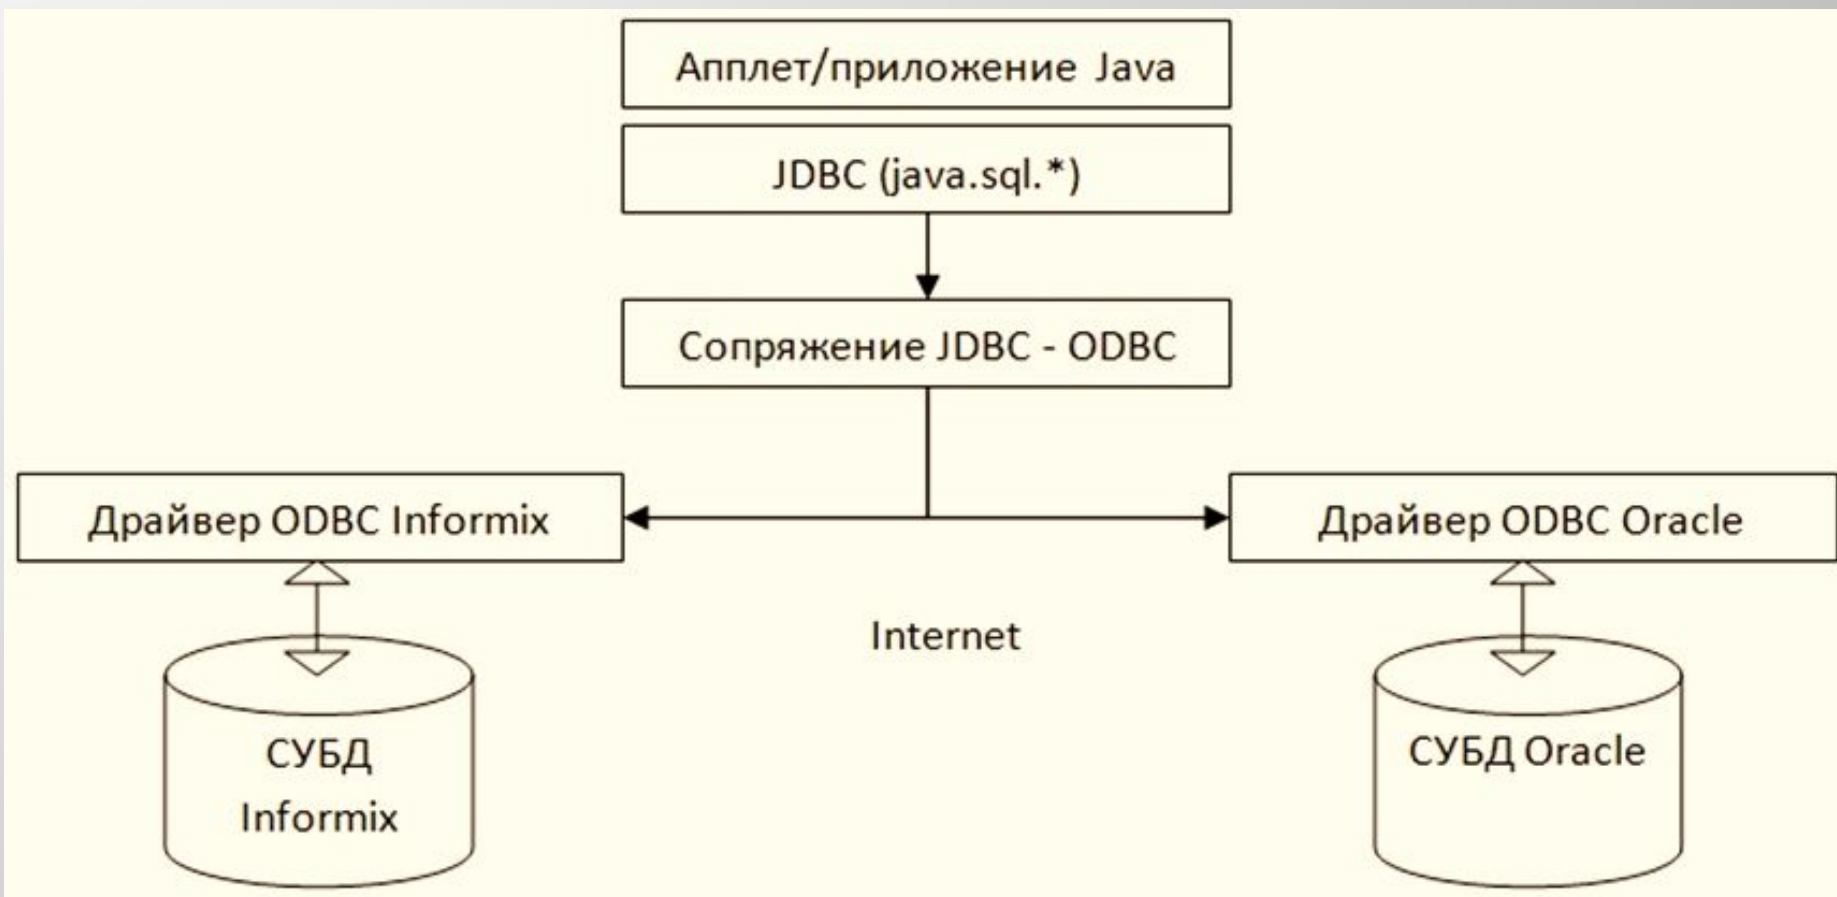 Апплет/приложение Java
JDBC (java.sql.*)
Сопряжение JDBC - ODBC
Драйвер ODBC Informix
Драйвер ODBC Oracle
Internet
СУБД
Informix
СУБД Oracle